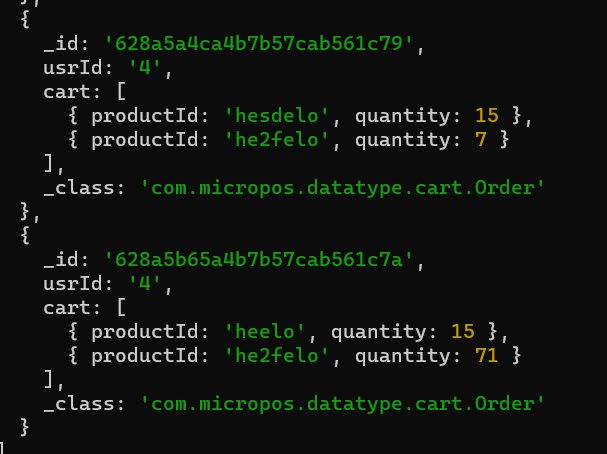 },
{
_id: '628a5a4ca4b7b57cab561c79',
usrId: '4',
cart: [
{ productId: 'hesdelo', quantity: 15 },
{ productId: 'he2felo', quantity: 7 }
],
_class: 'com.micropos.datatype.cart.Order'
},
{
_id: '628a5b65a4b7b57cab561c7a',
usrId: '4',
cart: [
{ productId: 'heelo', quantity: 15 },
{ productId: 'he2felo', quantity: 71 }
],
_class: 'com.micropos.datatype.cart.Order'
}
]